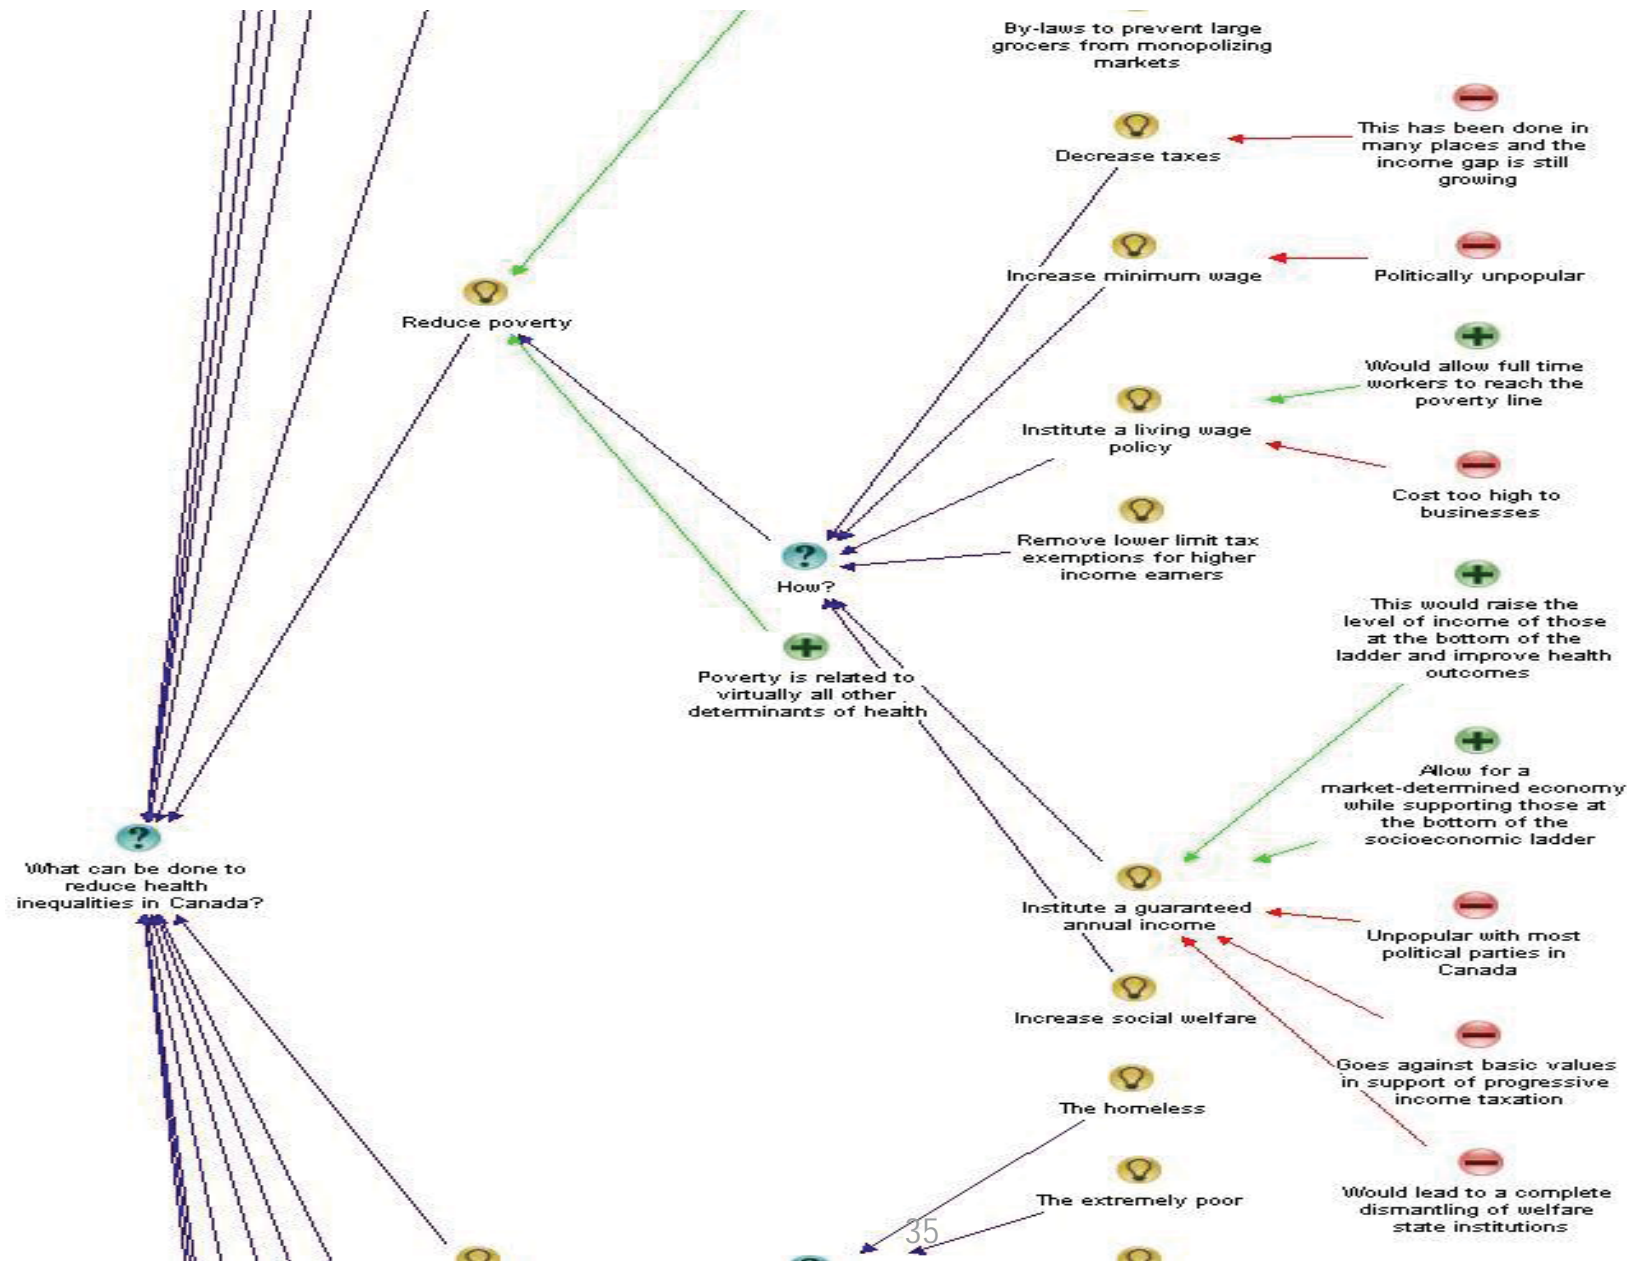 By-laws to prevent large
grocers from monopolizing
markets
Decrease taxes
This has been done in
many places and the
income gap is still
growing
Increase minimum wage
Politically unpopular
Reduce poverty
Would allow full time
workers to reach the
poverty line
Institute a living wage
policy
Cost too high to
businesses
Remove lower limit tax
exemptions for higher
income earners
How?
This would raise the
level of income of those
at the bottom of the
ladder and improve health
outcomes
Poverty is related to
virtually all other
determinants of health
Allow for a
market-determined economy
while supporting those at
the bottom of the
socioeconomic ladder
What can be done to
reduce health
inequalities in Canada?
Institute a guaranteed
annual income
Unpopular with most
political parties in
Canada
Increase social welfare
Goes against basic values
in support of progressive
income taxation
The homeless
The extremely poor
Would lead to a complete
dismantling of welfare
state institutions
35